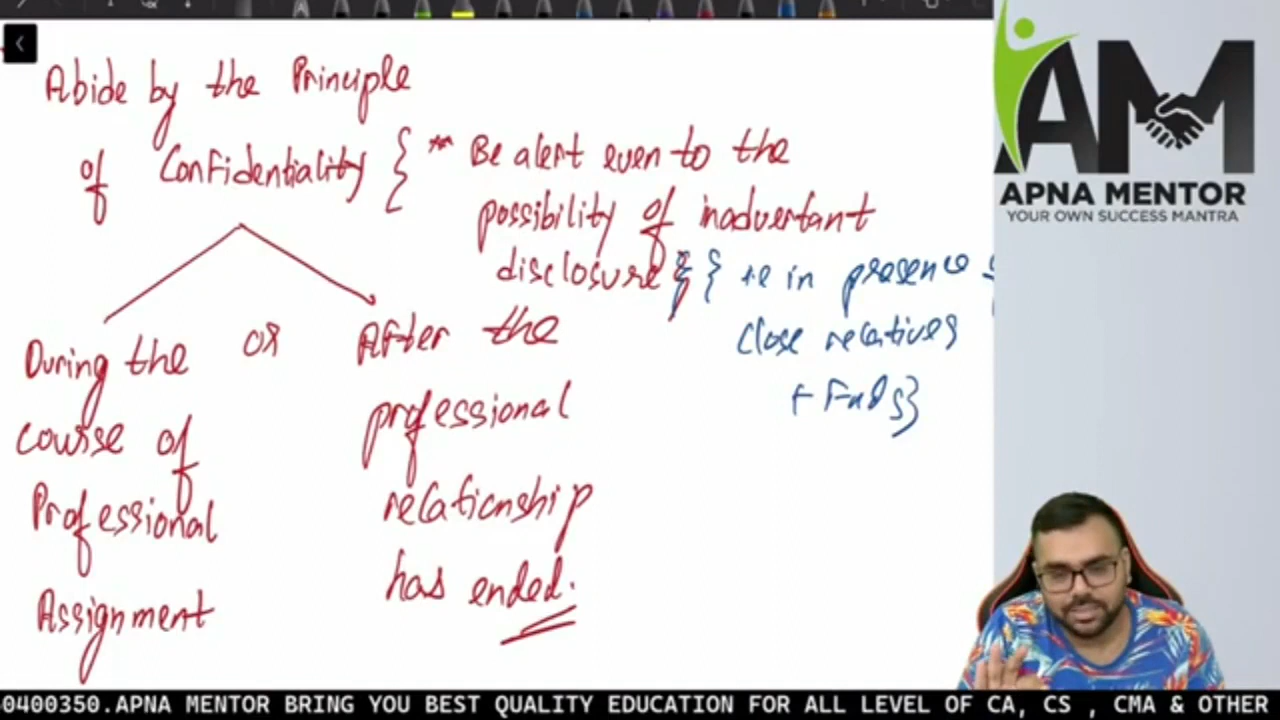 Abide by the Principle
of Confidentiality { ** Be alert even to the
possibility of inadvertant
disclosure } { i.e in presence
close relatives
+ Fnds}
During the or After the
course of professional
Professional relationship
Assignment has ended.
AM
APNA MENTOR
YOUR OWN SUCCESS MANTRA
0400350.APNA MENTOR BRING YOU BEST QUALITY EDUCATION FOR ALL LEVEL OF CA, CS , CMA & OTHER